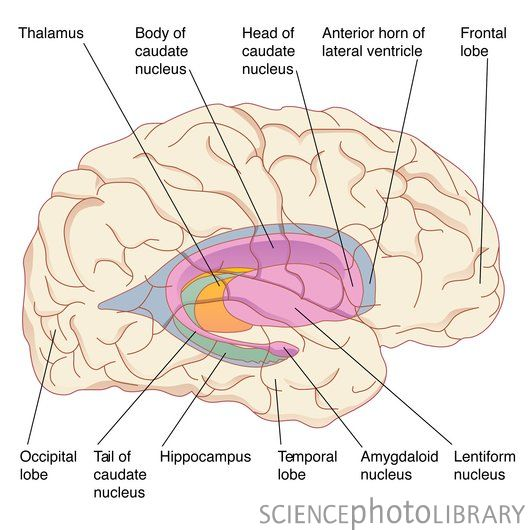 Thalamus
Body of
caudate
nucleus
Head of
caudate
nucleus
Anterior horn of
lateral ventricle
Frontal
lobe
Occipital
lobe
Tail of
caudate
nucleus
Hippocampus
Temporal
lobe
Amygdaloid
nucleus
Lentiform
nucleus
SCIENCEphotoLIBRARY